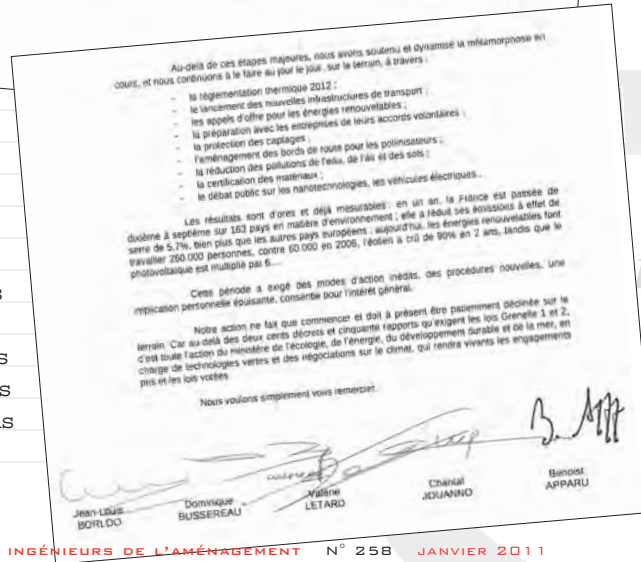 Au-delà de ces étapes majeures, nous avons soutenu et dynamisé la métamorphose en
cours, et nous continuons à le faire au jour le jour, sur le terrain, à travers :
- la réglementation thermique 2012 ;
- le lancement des nouvelles infrastructures de transport ;
- les appels d'offre pour les énergies renouvelables ;
- la préparation avec les entreprises de leurs accords volontaires ;
- la protection des captages ;
- l'aménagement des bords de route pour les pollinisateurs ;
- la réduction des pollutions de l'eau, de l'air et des sols ;
- la certification des matériaux ;
- le débat public sur les nanotechnologies, les véhicules électriques...
Les résultats sont d'ores et déjà mesurables : en un an, la France est passée de
dixième à septième sur 163 pays en matière d'environnement ; elle a réduit ses émissions à effet de
serre de 5,7%, bien plus que les autres pays européens ; aujourd'hui, les énergies renouvelables font
travailler 260.000 personnes, contre 60.000 en 2006, l'éolien a crû de 90% en 2 ans, tandis que le
photovoltaïque est multiplié par 6....
Cette période a exigé des modes d'action inédits, des procédures nouvelles, une
implication personnelle épuisante, consentie pour l'intérêt général.
Notre action ne fait que commencer et doit à présent être patiemment déclinée sur le
terrain. Car au-delà des deux cents décrets et cinquante rapports qu'exigent les lois Grenelle 1 et 2,
c'est toute l'action du ministère de l'écologie, de l'énergie, du développement durable et de la mer, en
charge de technologies vertes et des négociations sur le climat, qui rendra vivants les engagements
pris et les lois votées.
Nous voulons simplement vous remercier.
Jean-Louis
BORLOO
Dominique
BUSSEREAU
Valérie
LETARD
Chantal
JOUANNO
Benoist
APPARU
INGÉNIEURS DE L'AMÉNAGEMENT N° 258 JANVIER 2011